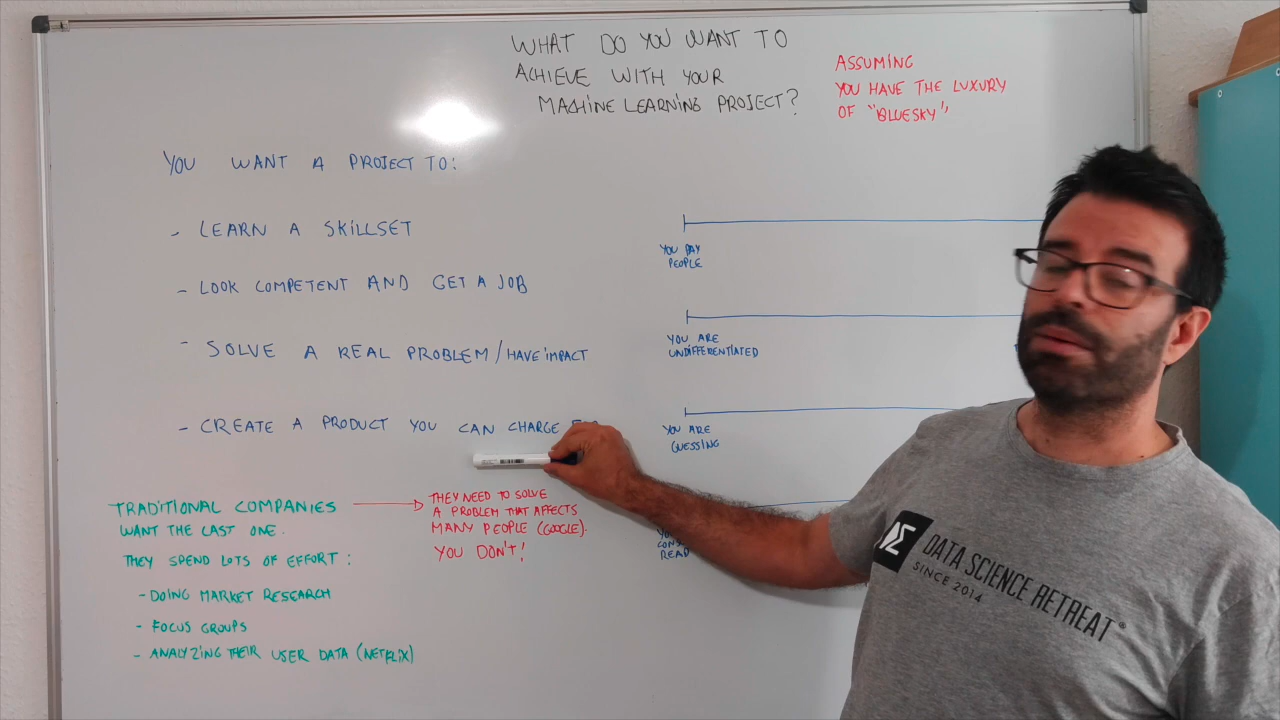 WHAT DO YOU WANT TO
ACHIEVE WITH YOUR
MACHINE LEARNING PROJECT?
ASSUMING
YOU HAVE THE LUXURY
OF "BLUESKY"
YOU WANT A PROJECT TO:
- LEARN A SKILLSET
- LOOK COMPETENT AND GET A JOB
- SOLVE A REAL PROBLEM/HAVE IMPACT
- CREATE A PRODUCT YOU CAN CHARGE
YOU PAY
PEOPLE
YOU ARE
UNDIFFERENTIATED
YOU ARE
GUESSING
READ
TRADITIONAL COMPANIES
WANT THE LAST ONE.
THEY SPEND LOTS OF EFFORT:
- DOING MARKET RESEARCH
- FOCUS GROUPS
- ANALYZING THEIR USER DATA (NETFLIX)
THEY NEED TO SOLVE
A PROBLEM THAT AFFECTS
MANY PEOPLE (GOOGLE).
YOU DON'T!
DATA SCIENCE RETREAT®
SINCE 2014